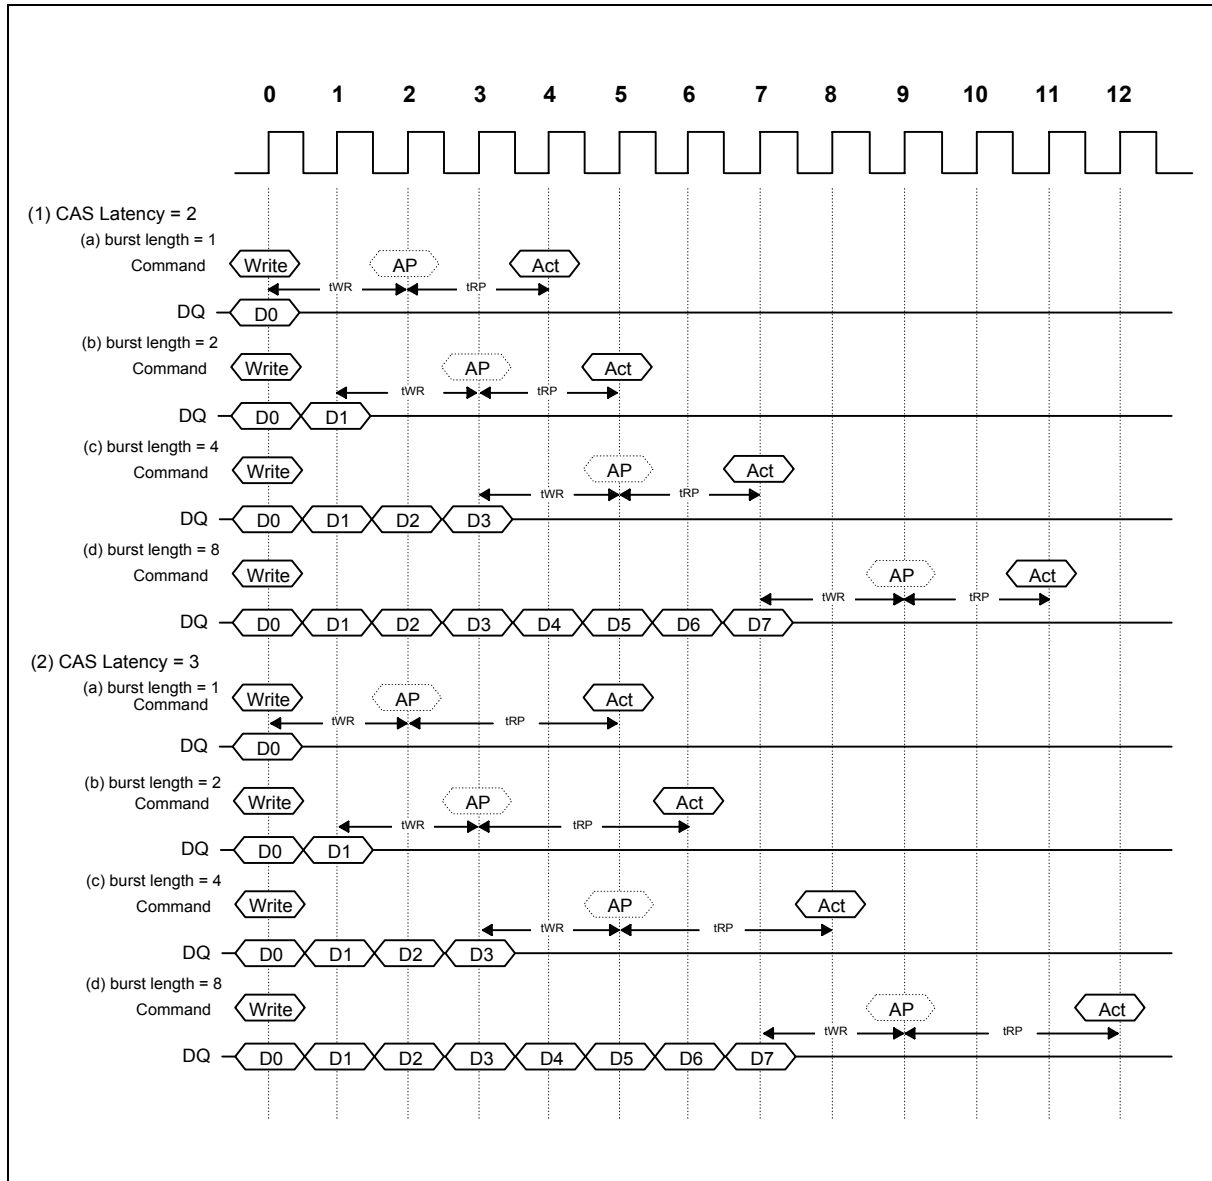 0 1 2 3 4 5 6 7 8 9 10 11 12
(1) CAS Latency = 2
(a) burst length = 1
Command Write AP Act
tWR tRP
DQ D0
(b) burst length = 2
Command Write AP Act
tWR tRP
DQ D0 D1
(c) burst length = 4
Command Write AP Act
tWR tRP
DQ D0 D1 D2 D3
(d) burst length = 8
Command Write AP Act
tWR tRP
DQ D0 D1 D2 D3 D4 D5 D6 D7
(2) CAS Latency = 3
(a) burst length = 1
Command Write AP Act
tWR tRP
DQ D0
(b) burst length = 2
Command Write AP Act
tWR tRP
DQ D0 D1
(c) burst length = 4
Command Write AP Act
tWR tRP
DQ D0 D1 D2 D3
(d) burst length = 8
Command Write AP Act
tWR tRP
DQ D0 D1 D2 D3 D4 D5 D6 D7